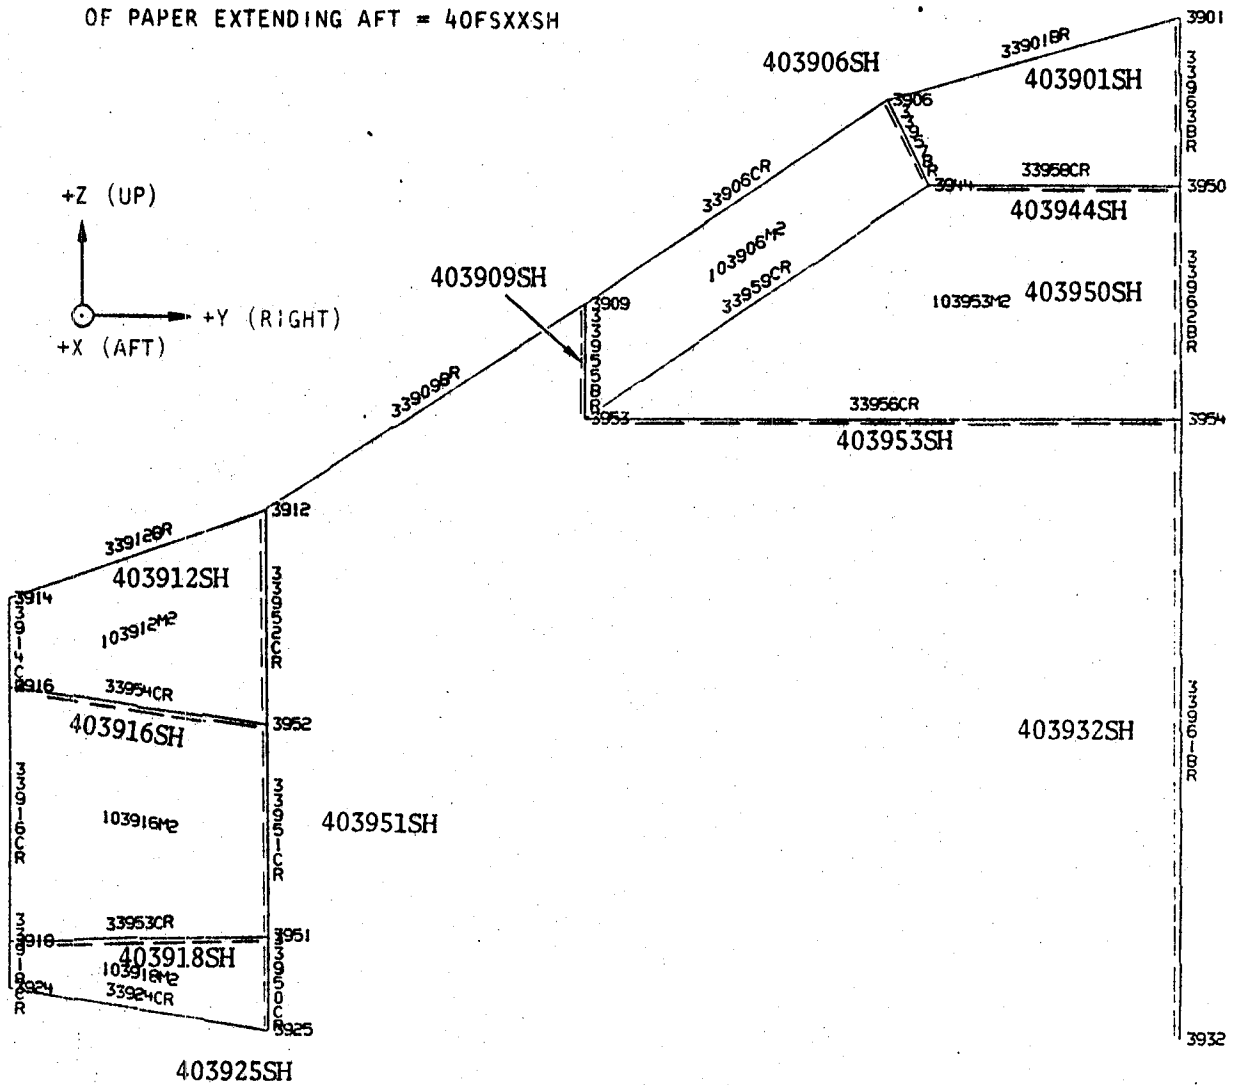 OF PAPER EXTENDING AFT = 40FSXXSH
3901
33901BR
403906SH
403901SH
33963BR
3906
33957BR
33958CR
3944
3950
403944SH
+Z (UP)
33906CR
103906M2
33959CR
403909SH
33962BR
403950SH
103953M2
3909
+Y (RIGHT)
+X (AFT)
33955BR
33909BR
33956CR
3953
3954
403953SH
3912
33912BR
403912SH
33952CR
3914
33914CR
103912M2
3916
33954CR
3952
403916SH
33961BR
403932SH
33916CR
103916M2
33951CR
403951SH
33953CR
3951
3918
403918SH
33918CR
103918M2
33950CR
3924
33924CR
3925
3932
403925SH